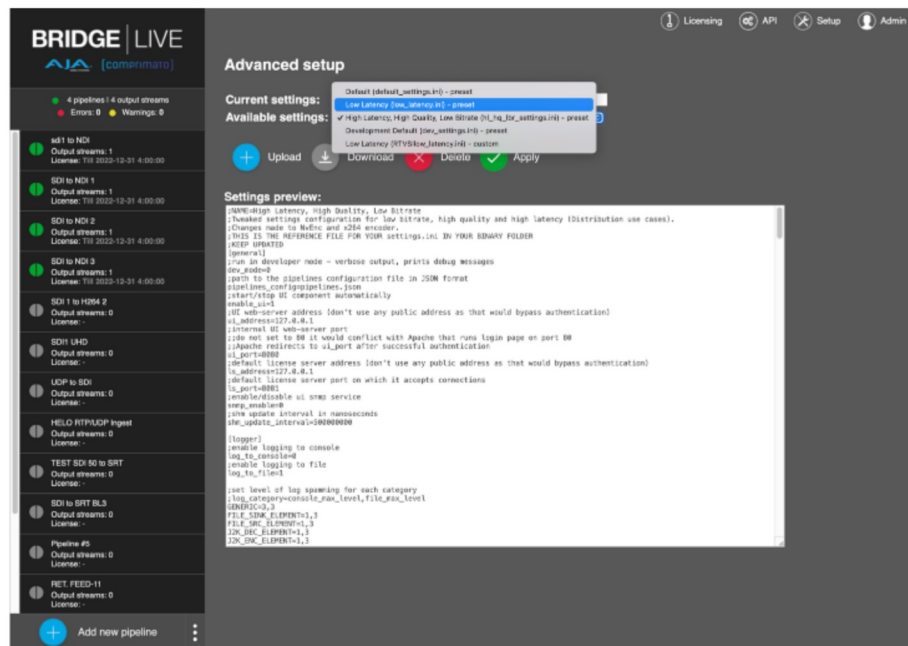 BRIDGE | LIVE
AJA [comprimato]
4 pipelines | 4 output streams
Errors: 0 Warnings: 0
sdi1 to NDI
Output streams: 1
License: Till 2022-12-31 4:00:00
SDI to NDI 1
Output streams: 1
License: Till 2022-12-31 4:00:00
SDI to NDI 2
Output streams: 1
License: Till 2022-12-31 4:00:00
SDI to NDI 3
Output streams: 1
License: Till 2022-12-31 4:00:00
SDI 1 to H264 2
Output streams: 0
License: -
SDI1 UHD
Output streams: 0
License: -
UDP to SDI
Output streams: 0
License: -
HELO RTP/UDP Ingest
Output streams: 0
License: -
TEST SDI 50 to SRT
Output streams: 0
License: -
SDI to SRT BL3
Output streams: 0
License: -
Pipeline #5
Output streams: 0
License: -
RET. FEED-11
Output streams: 0
License: -
Add new pipeline
Licensing API Setup Admin
Advanced setup
Current settings:
Available settings:
Default (default_settings.ini) - preset
Low Latency (low_latency.ini) - preset
✓ High Latency, High Quality, Low Bitrate (hl_hq_lbr_settings.ini) - preset
Development Default (dev_settings.ini) - preset
Low Latency (RTVSlow_latency.ini) - custom
Upload Download Delete Apply
Settings preview:
;NAME=High Latency, High Quality, Low Bitrate
;Tweaked settings configuration for low bitrate, high quality and high latency (Distribution use cases).
;Changes made to NvEnc and x264 encoder.
;THIS IS THE REFERENCE FILE FOR YOUR settings.ini IN YOUR BINARY FOLDER
;KEEP UPDATED
[general]
;run in developer mode - verbose output, prints debug messages
dev_mode=0
;path to the pipelines configuration file in JSON format
pipelines_config=pipelines.json
;start/stop UI component automatically
enable_ui=1
;UI web-server address (don't use any public address as that would bypass authentication)
ui_address=127.0.0.1
;internal UI web-server port
;;do not set to 80 it would conflict with Apache that runs login page on port 80
;;Apache redirects to ui_port after successful authentication
ui_port=8080
;default license server address (don't use any public address as that would bypass authentication)
ls_address=127.0.0.1
;default license server port on which it accepts connections
ls_port=8081
;enable/disable ui snmp service
snmp_enable=0
;shm update interval in nanoseconds
shm_update_interval=500000000
[logger]
;enable logging to console
log_to_console=0
;enable logging to file
log_to_file=1
;set level of log spamming for each category
;log_category=console_max_level,file_max_level
GENERIC=3,3
FILE_SINK_ELEMENT=1,3
FILE_SRC_ELEMENT=1,3
J2K_DEC_ELEMENT=1,3
J2K_ENC_ELEMENT=1,3